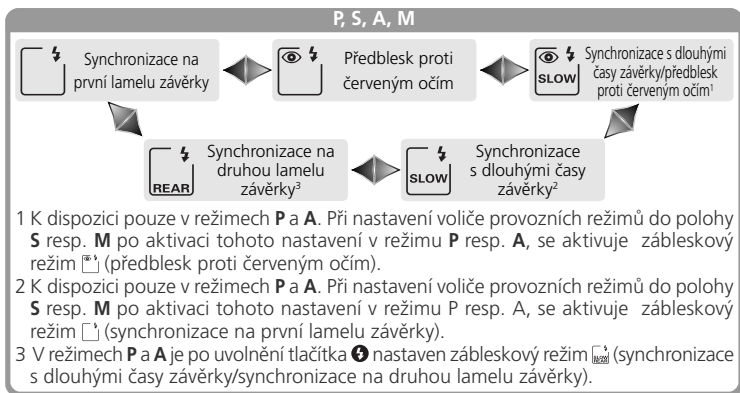 P, S, A, M
Synchronizace na
první lamelu závěrky
Předblesk proti
červeným očím
SLOW
Synchronizace s dlouhými
časy závěrky/předblesk
proti červeným očím1
REAR
Synchronizace na
druhou lamelu
závěrky3
SLOW
Synchronizace
s dlouhými časy
závěrky2
1 K dispozici pouze v režimech P a A. Při nastavení voliče provozních režimů do polohy
S resp. M po aktivaci tohoto nastavení v režimu P resp. A, se aktivuje zábleskový
režim (předblesk proti červeným očím).
2 K dispozici pouze v režimech P a A. Při nastavení voliče provozních režimů do polohy
S resp. M po aktivaci tohoto nastavení v režimu P resp. A, se aktivuje zábleskový
režim (synchronizace na první lamelu závěrky).
3 V režimech P a A je po uvolnění tlačítka nastaven zábleskový režim (synchronizace
s dlouhými časy závěrky/synchronizace na druhou lamelu závěrky).